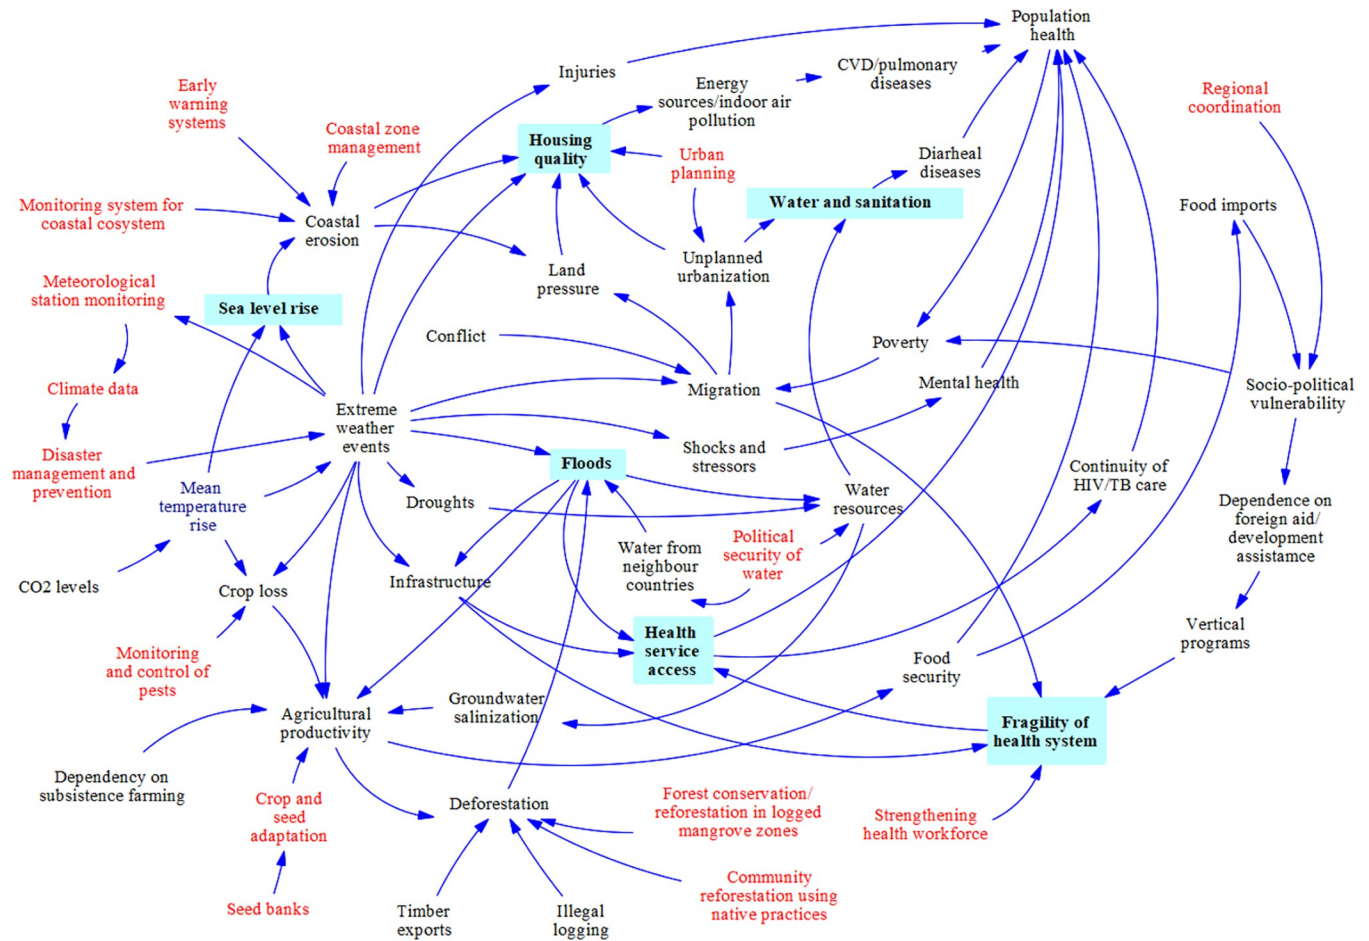 Population
health
Injuries
CVD/pulmonary
diseases
Energy
sources/indoor air
pollution
Early
warning
systems
Coastal zone
management
Regional
coordination
Housing
quality
Urban
planning
Diarheal
diseases
Water and sanitation
Monitoring system for
coastal cosystem
Coastal
erosion
Food imports
Unplanned
urbanization
Land
pressure
Meteorological
station monitoring
Sea level rise
Conflict
Poverty
Climate data
Migration
Mental health
Socio-political
vulnerability
Extreme
weather
events
Shocks and
stressors
Disaster
management and
prevention
Floods
Continuity of
HIV/TB care
Mean
temperature
rise
Droughts
Water
resources
Dependence on
foreign aid/
development
assistamce
Political
security of
water
Water from
neighbour
countries
CO2 levels
Crop loss
Infrastructure
Health
service
access
Vertical
programs
Monitoring
and control of
pests
Food
security
Groundwater
salinization
Agricultural
productivity
Fragility of
health system
Dependency on
subsistence farming
Crop and
seed
adaptation
Deforestation
Forest conservation/
reforestation in logged
mangrove zones
Strengthening
health workforce
Community
reforestation using
native practices
Seed banks
Timber
exports
Illegal
logging